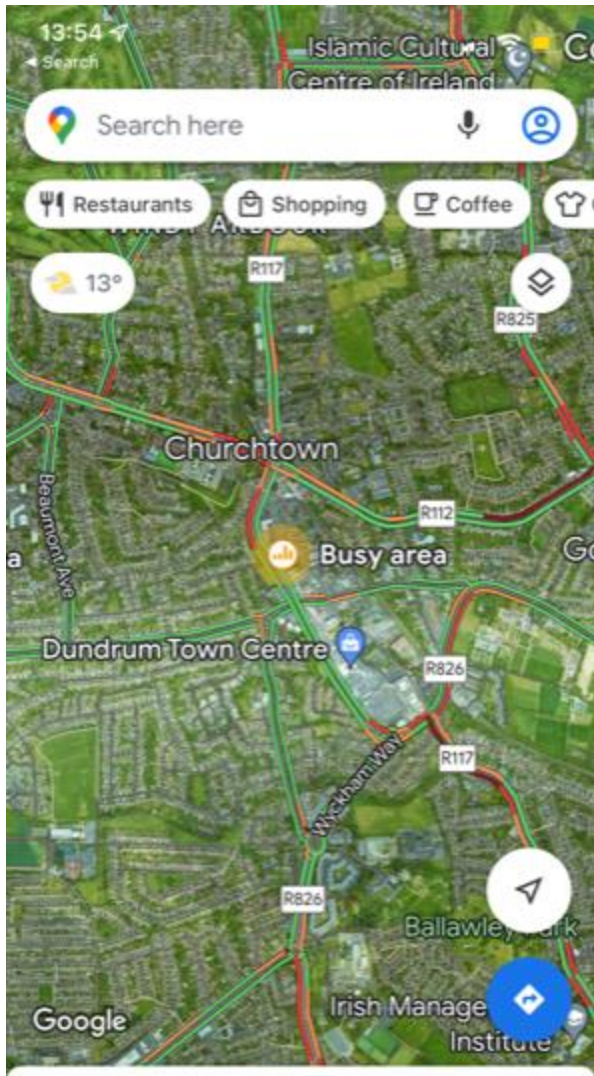 13:54
◄ Search
Islamic Cultural
Centre of Ireland
Search here
Restaurants
Shopping
Coffee
13°
R117
R825
Churchtown
Beaumont Ave
R112
Busy area
Dundrum Town Centre
R826
R117
Wyckham Way
R826
Ballawley Park
Irish Manage
Institute
Google